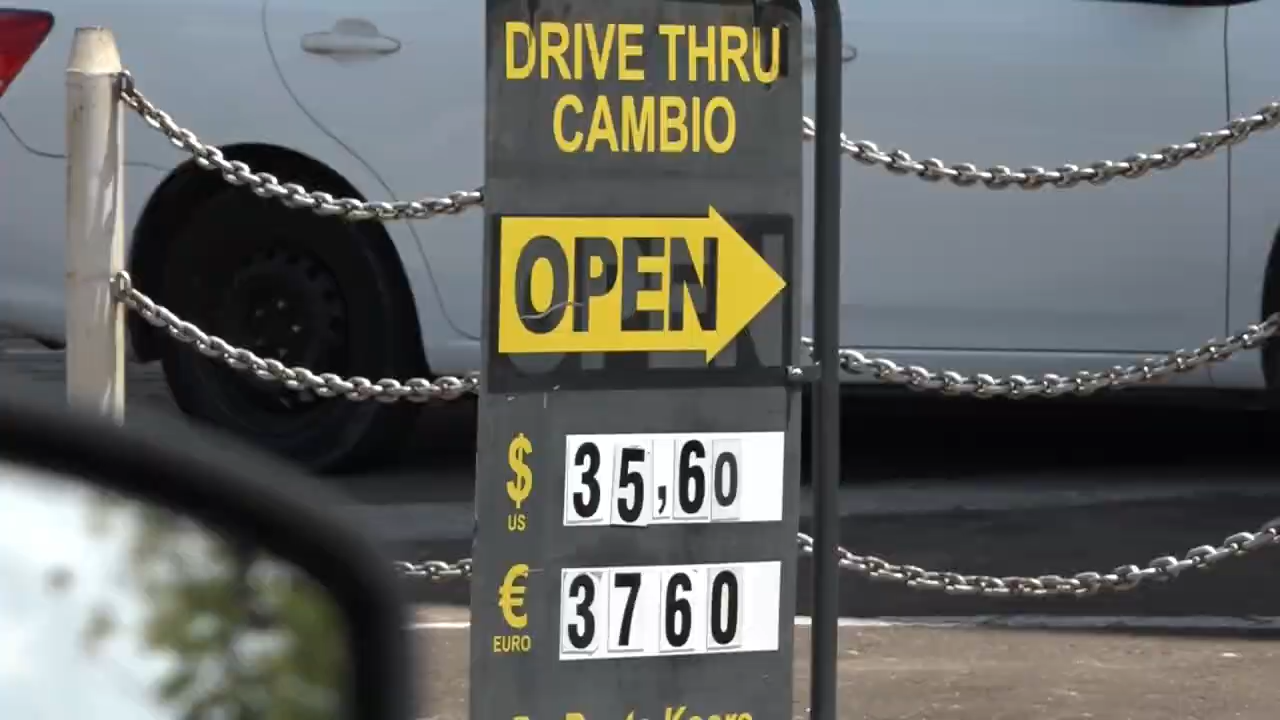 DRIVE THRU
CAMBIO
OPEN
$ 35,60
US
€ 3760
EURO